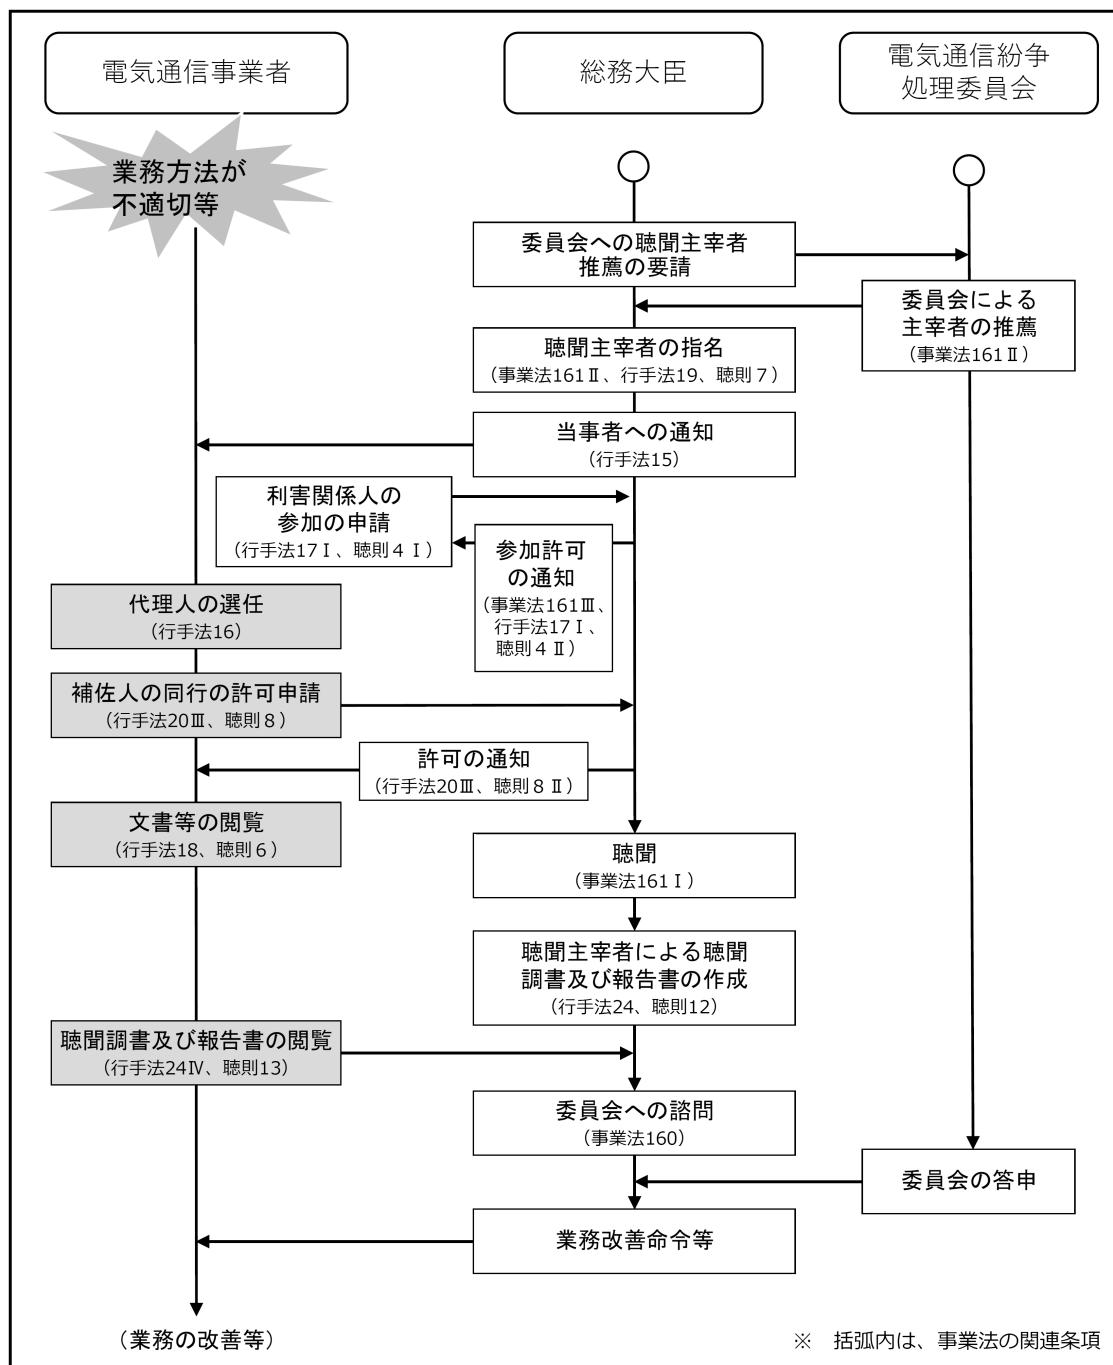 電気通信事業者
総務大臣
電気通信紛争
処理委員会
業務方法が
不適切等
委員会への聴聞主宰者
推薦の要請
委員会による
主宰者の推薦
（事業法161Ⅱ）
聴聞主宰者の指名
（事業法161Ⅱ、行手法19、聴則７）
当事者への通知
（行手法15）
利害関係人の
参加の申請
（行手法17Ⅰ、聴則４Ⅰ）
参加許可
の通知
（事業法161Ⅲ、
行手法17Ⅰ、
聴則４Ⅱ）
代理人の選任
（行手法16）
補佐人の同行の許可申請
（行手法20Ⅲ、聴則８）
許可の通知
（行手法20Ⅲ、聴則８Ⅱ）
文書等の閲覧
（行手法18、聴則６）
聴聞
（事業法161Ⅰ）
聴聞主宰者による聴聞
調書及び報告書の作成
（行手法24、聴則12）
聴聞調書及び報告書の閲覧
（行手法24Ⅳ、聴則13）
委員会への諮問
（事業法160）
委員会の答申
業務改善命令等
（業務の改善等）
※　括弧内は、事業法の関連条項